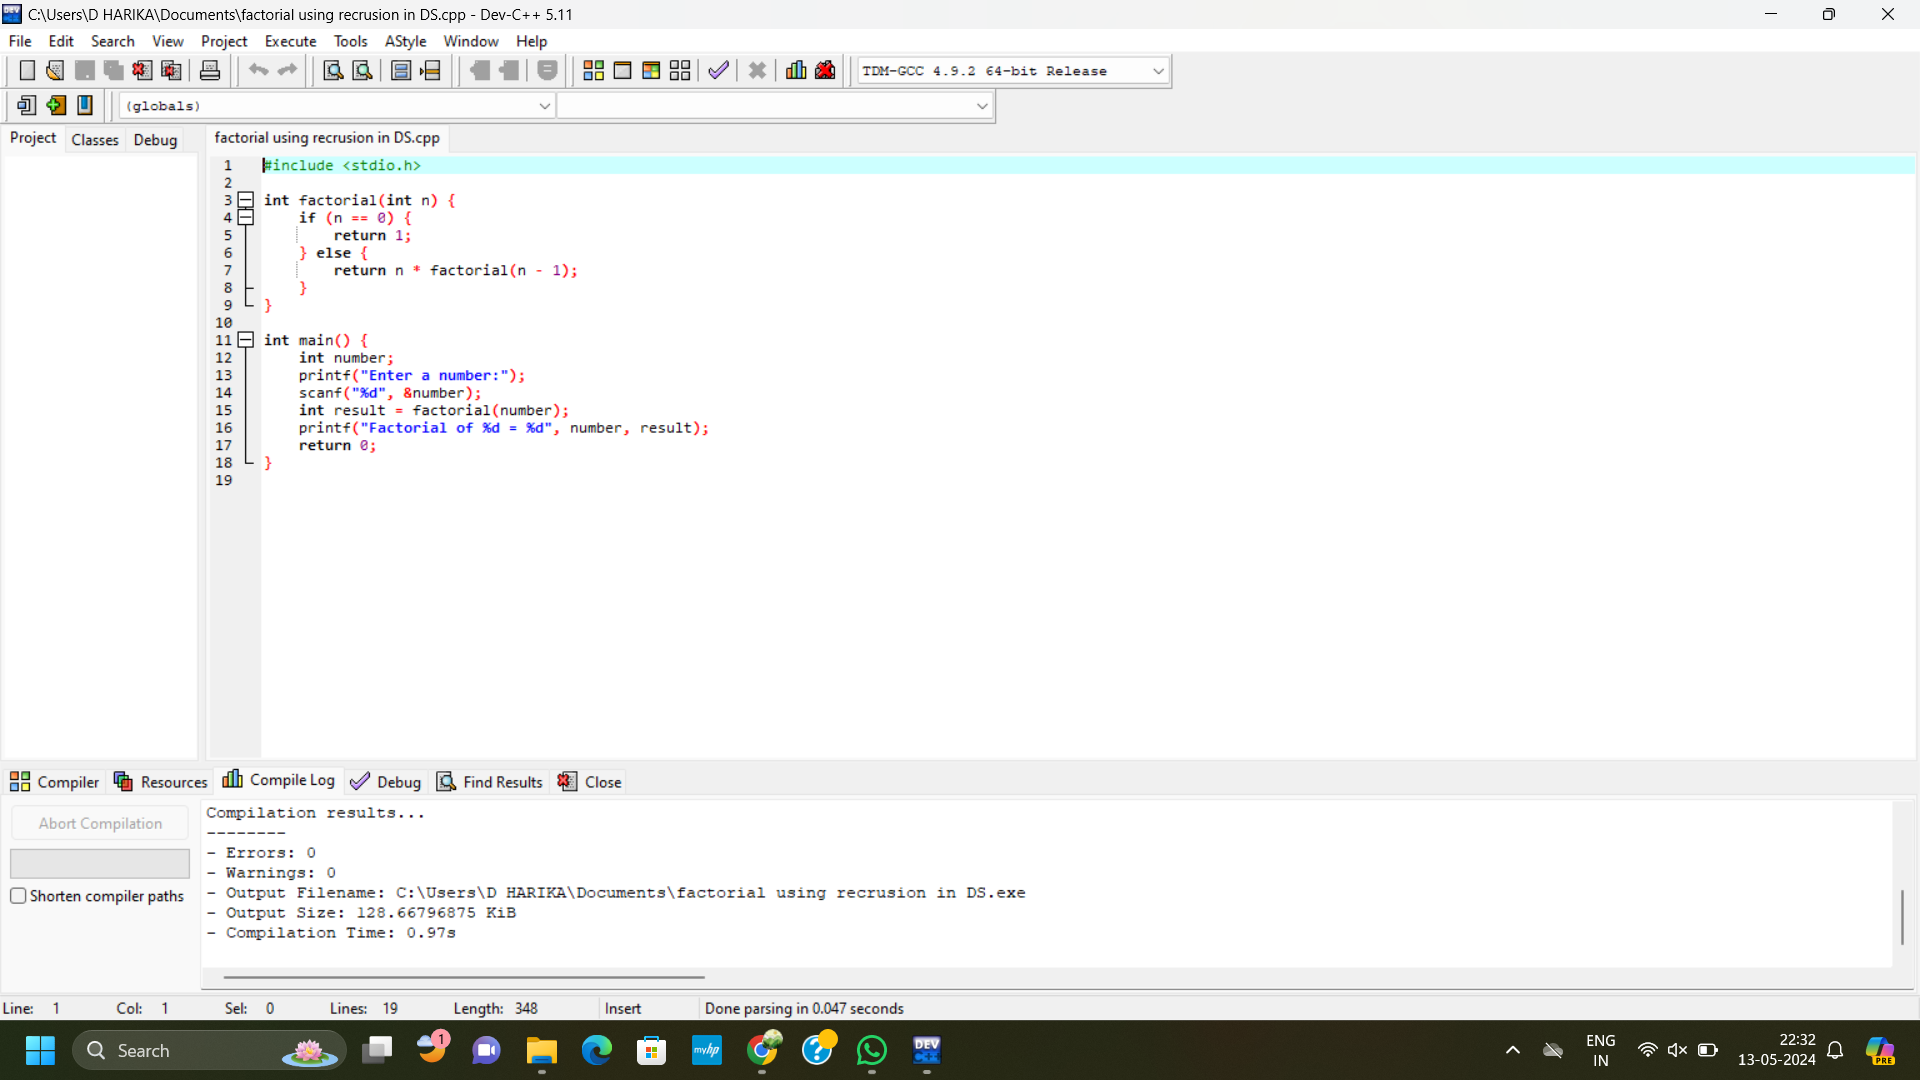 C:\Users\D HARIKA\Documents\factorial using recrusion in DS.cpp - Dev-C++ 5.11
File Edit Search View Project Execute Tools AStyle Window Help
TDM-GCC 4.9.2 64-bit Release
(globals)
Project Classes Debug
factorial using recrusion in DS.cpp
1 #include <stdio.h>
2
3 int factorial(int n) {
4     if (n == 0) {
5         return 1;
6     } else {
7         return n * factorial(n - 1);
8     }
9 }
10
11 int main() {
12     int number;
13     printf("Enter a number:");
14     scanf("%d", &number);
15     int result = factorial(number);
16     printf("Factorial of %d = %d", number, result);
17     return 0;
18 }
19
Compiler Resources Compile Log Debug Find Results Close
Abort Compilation
Shorten compiler paths
Compilation results...
--------
- Errors: 0
- Warnings: 0
- Output Filename: C:\Users\D HARIKA\Documents\factorial using recrusion in DS.exe
- Output Size: 128.66796875 KiB
- Compilation Time: 0.97s
Line: 1 Col: 1 Sel: 0 Lines: 19 Length: 348 Insert Done parsing in 0.047 seconds
Search
1
myhp
DEV C++
ENG
IN
22:32
13-05-2024
PRE